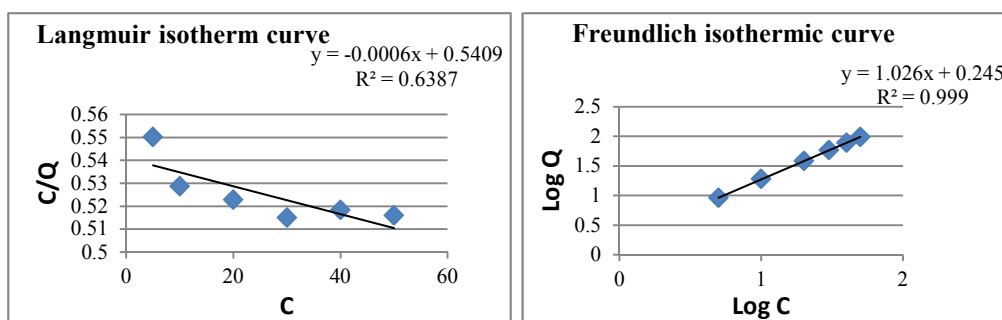 Langmuir isotherm curve
y = -0.0006x + 0.5409
R² = 0.6387
0.56
0.55
0.54
0.53
0.52
0.51
0.5
C/Q
0
20
40
60
C
Freundlich isothermic curve
y = 1.026x + 0.245
R² = 0.999
2.5
2
1.5
1
0.5
0
Log Q
0
1
2
Log C